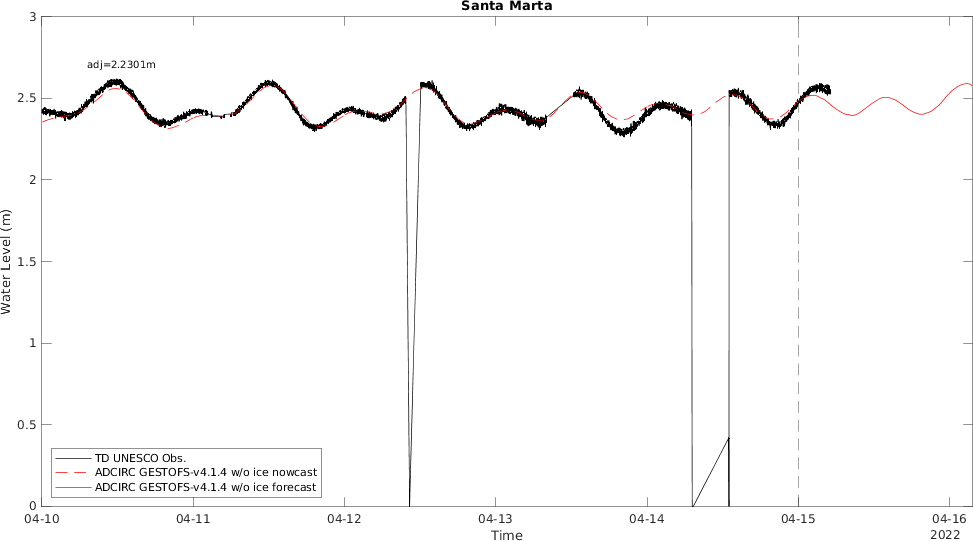 Santa Marta
3
adj=2.2301m
2.5
2
1.5
1
0.5
0
Water Level (m)
TD UNESCO Obs.
ADCIRC GESTOFS-v4.1.4 w/o ice nowcast
ADCIRC GESTOFS-v4.1.4 w/o ice forecast
04-10 04-11 04-12 04-13 04-14 04-15 04-16
Time
2022